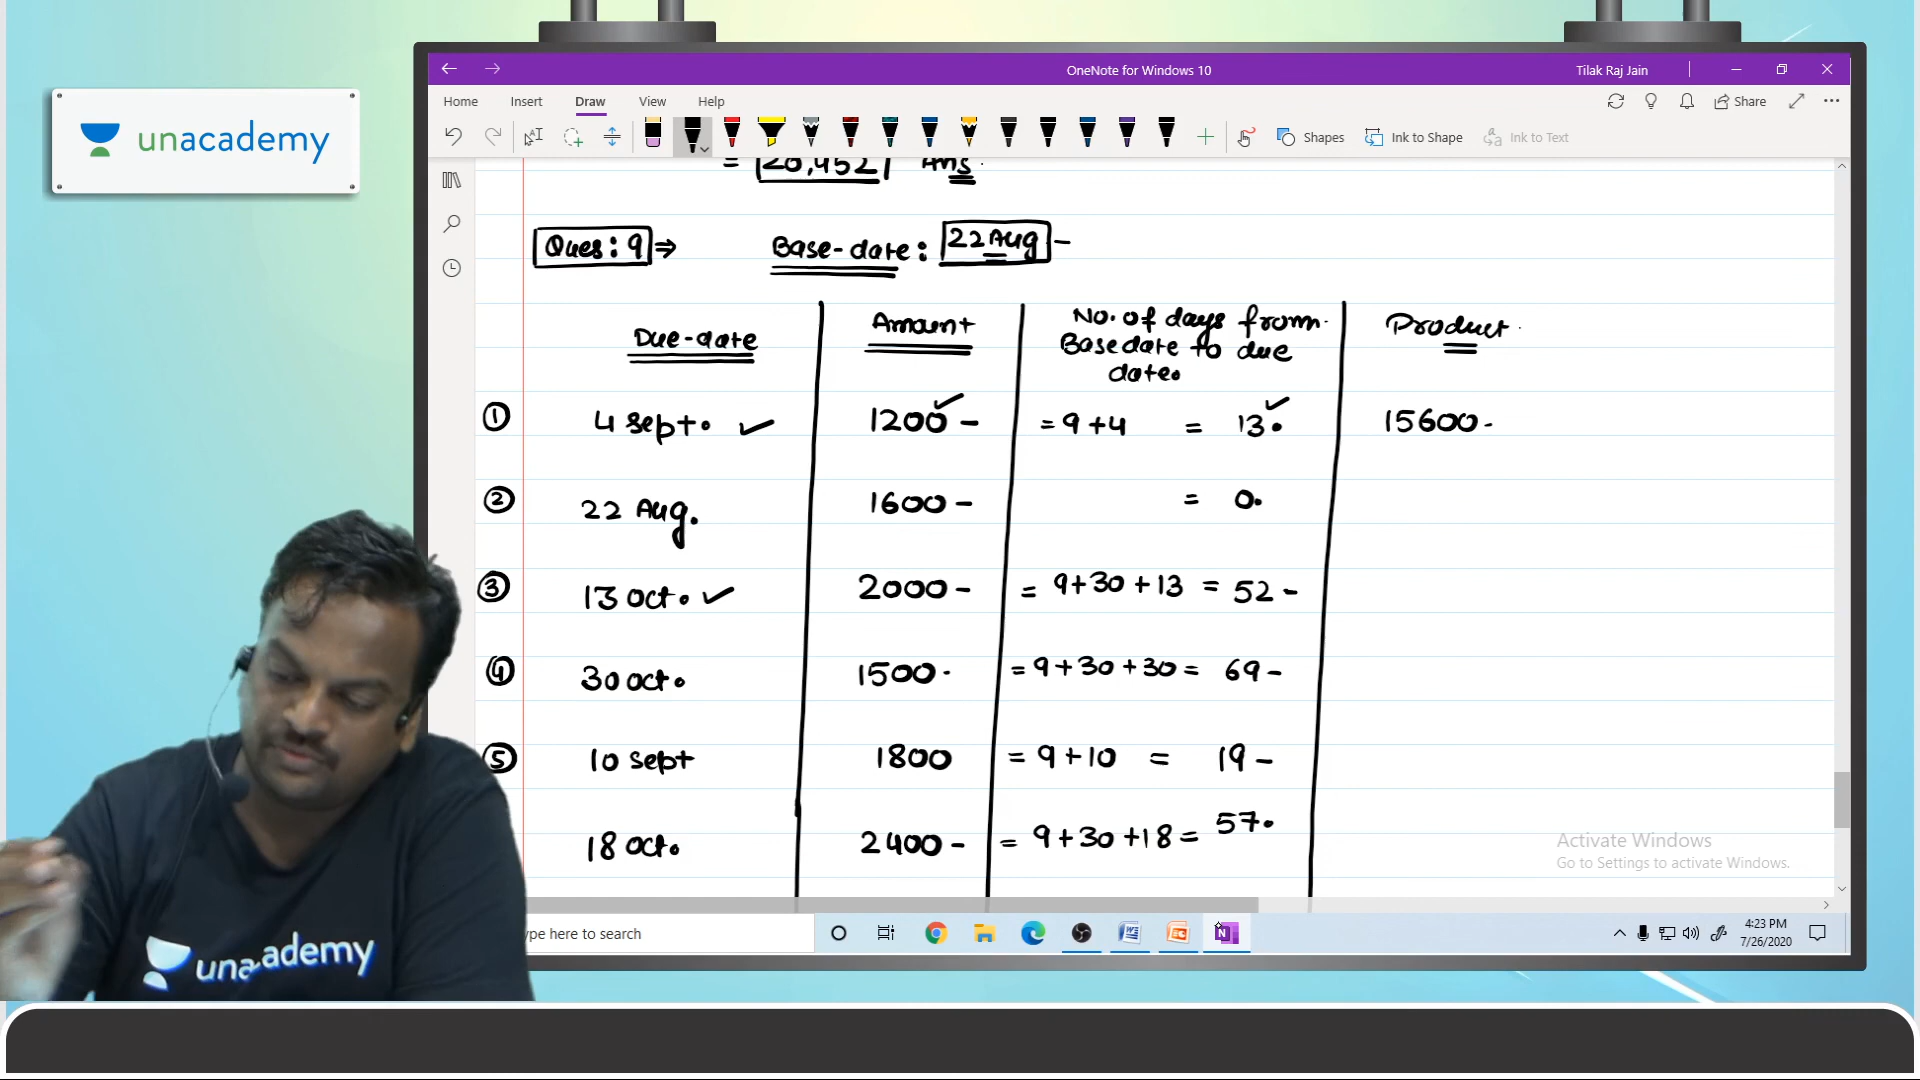 unacademy
OneNote for Windows 10
Tilak Raj Jain
Home Insert Draw View Help
Share
Shapes Ink to Shape Ink to Text
= 20,452 Ans.
Ques: 9 ⇒ Base-date: 22 Aug -
Due-date Amount No. of days from Base date to due date. Product
① 4 Sept. ✓ 1200 ✓ - = 9 + 4 = 13. ✓ 15600 -
② 22 Aug. 1600 - = 0.
③ 13 Oct. ✓ 2000 - = 9+30+13 = 52 -
④ 30 Oct. 1500 - = 9+30+30 = 69 -
⑤ 10 Sept 1800 = 9+10 = 19 -
18 Oct. 2400 - = 9+30+18 = 57.
Activate Windows
Go to Settings to activate Windows.
ype here to search
4:23 PM
7/26/2020
unacademy